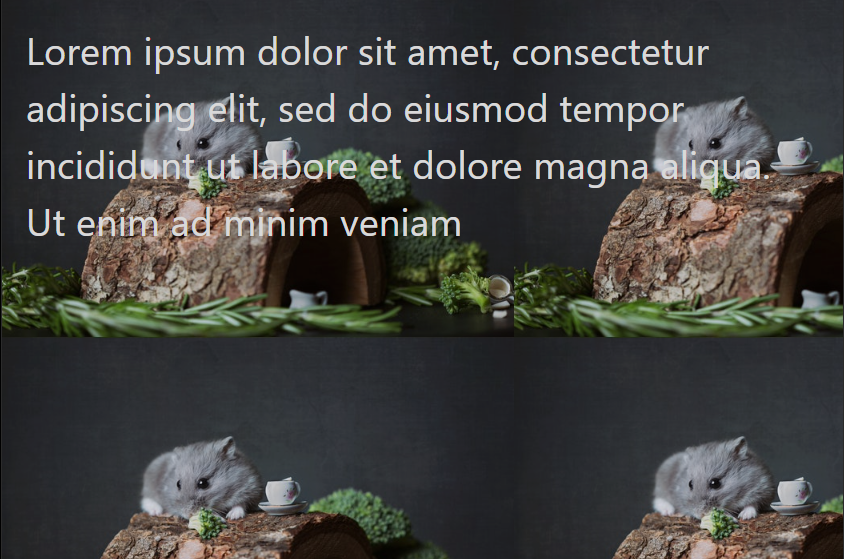 Lorem ipsum dolor sit amet, consectetur
adipiscing elit, sed do eiusmod tempor
incididunt ut labore et dolore magna aliqua.
Ut enim ad minim veniam